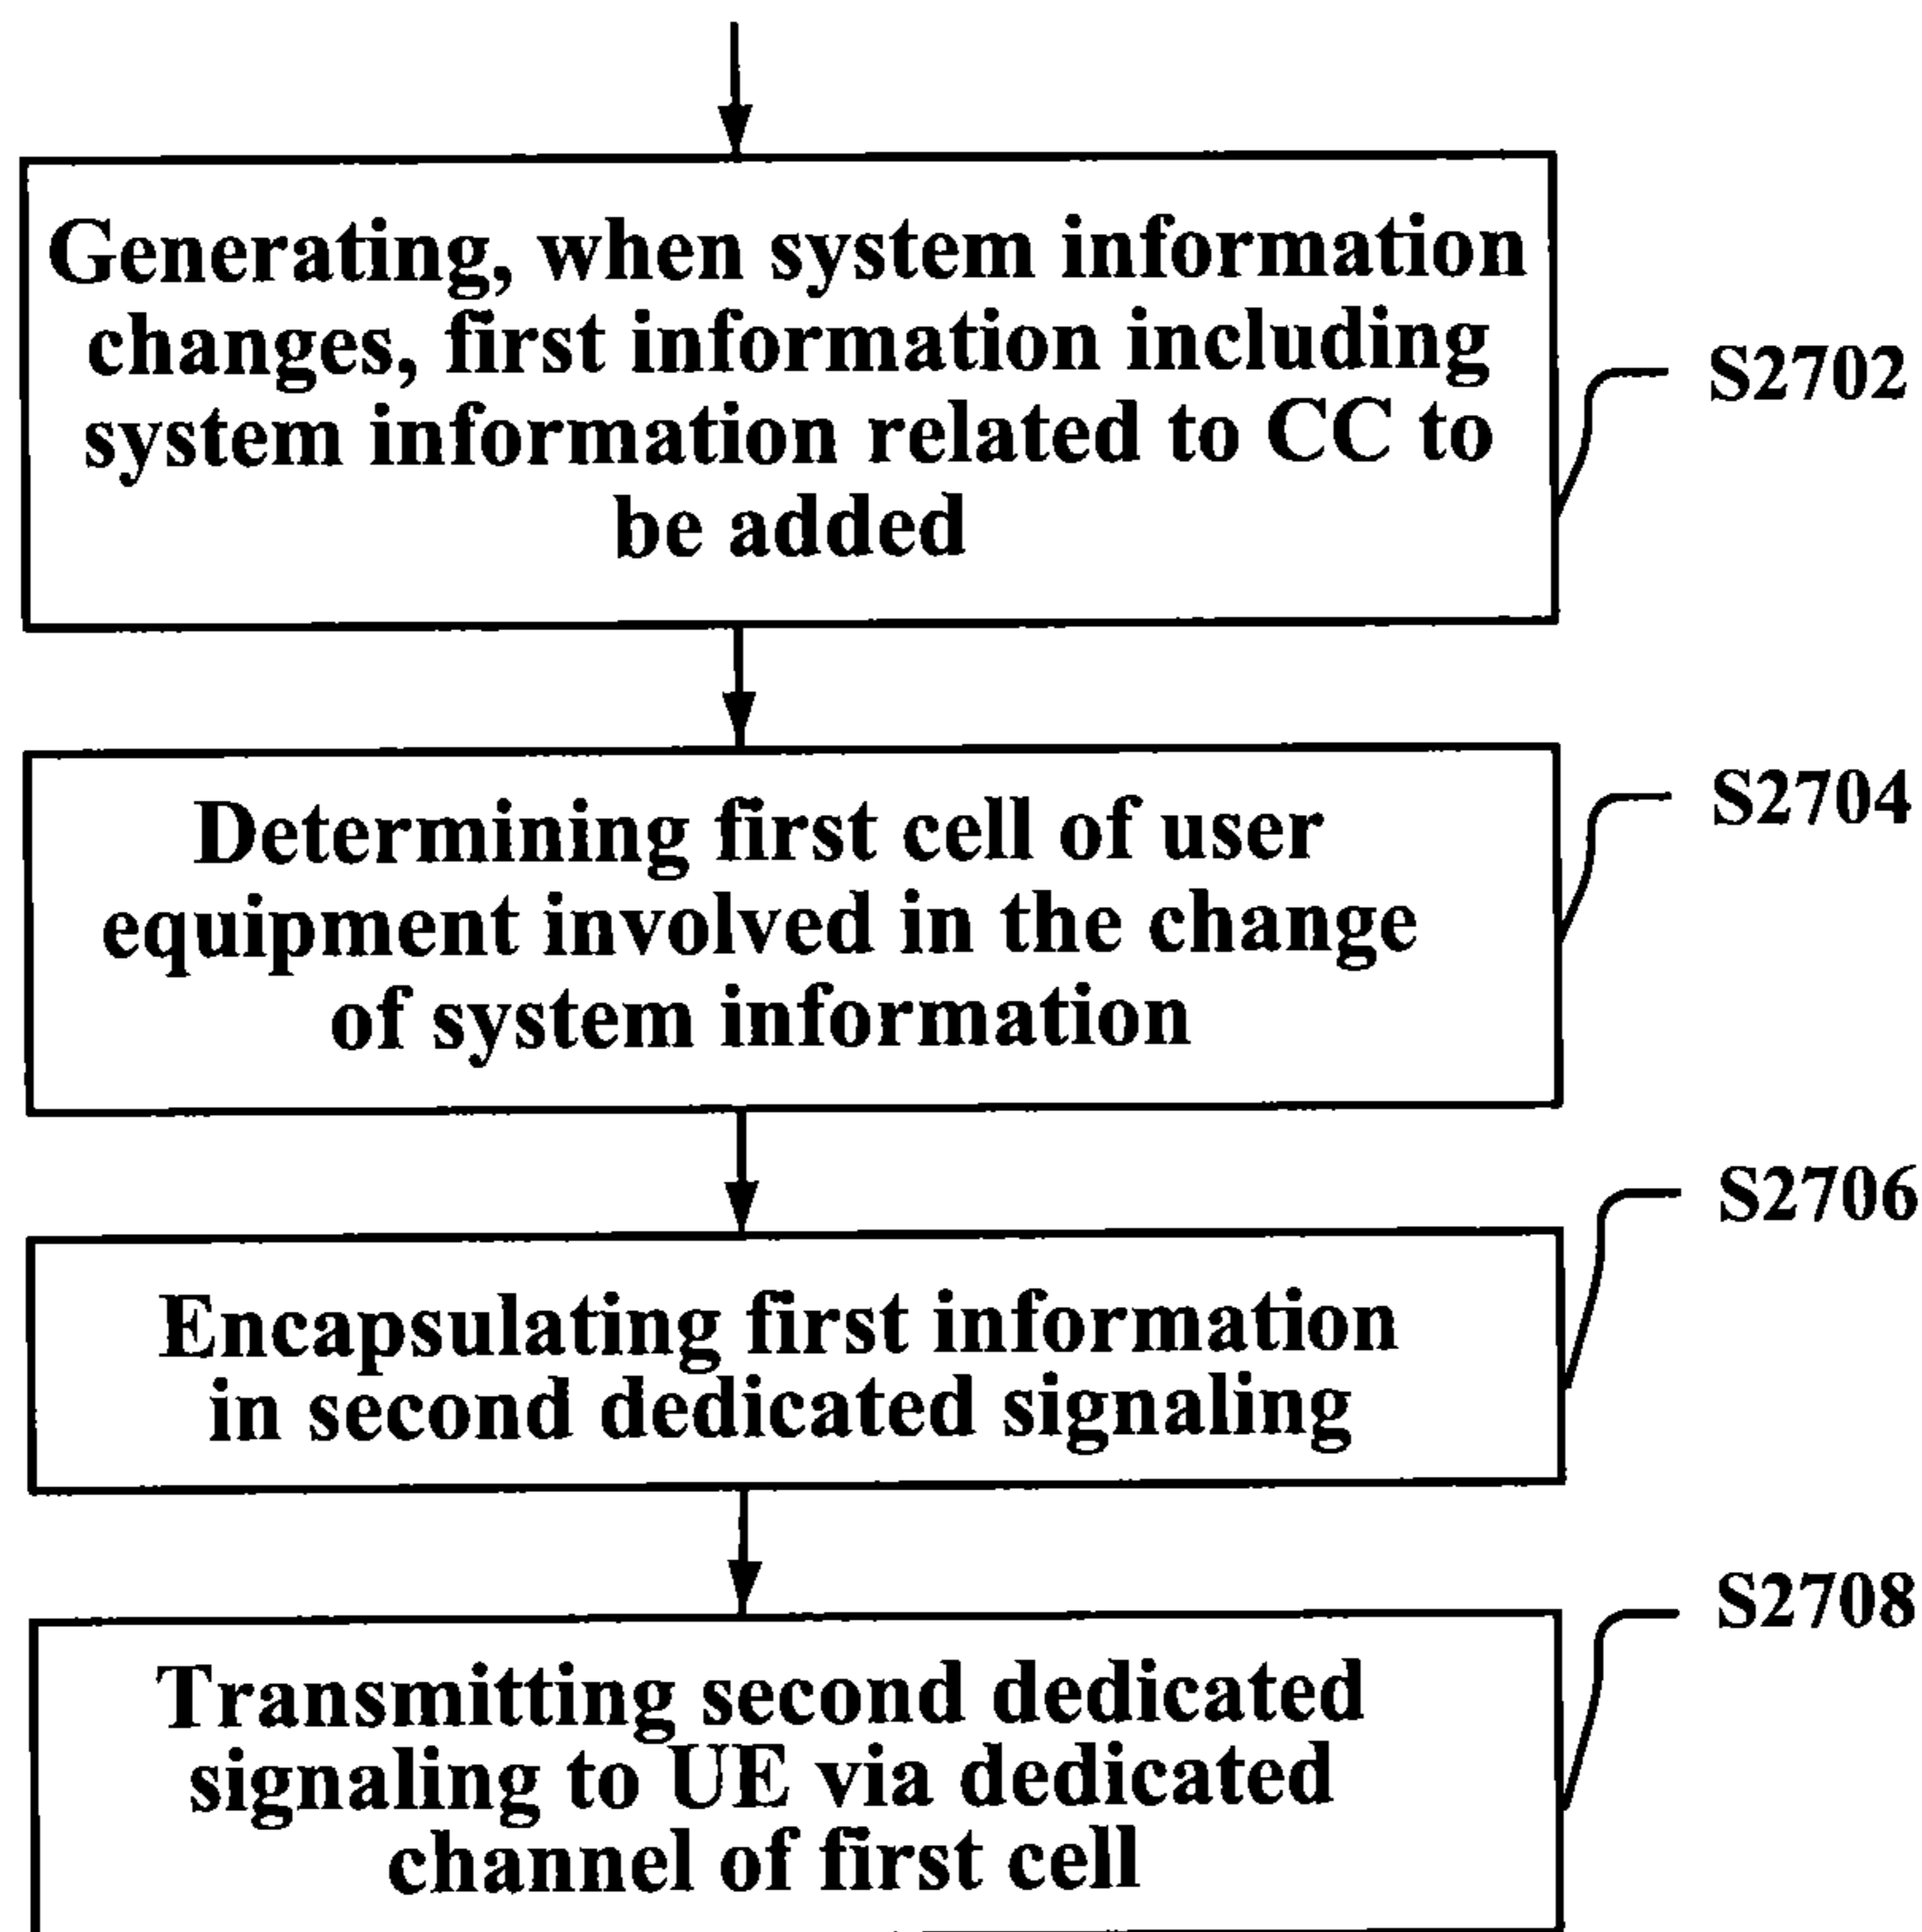 Generating, when system information
changes, first information including
system information related to CC to
be added
S2702
Determining first cell of user
equipment involved in the change
of system information
S2704
Encapsulating first information
in second dedicated signaling
S2706
Transmitting second dedicated
signaling to UE via dedicated
channel of first cell
S2708